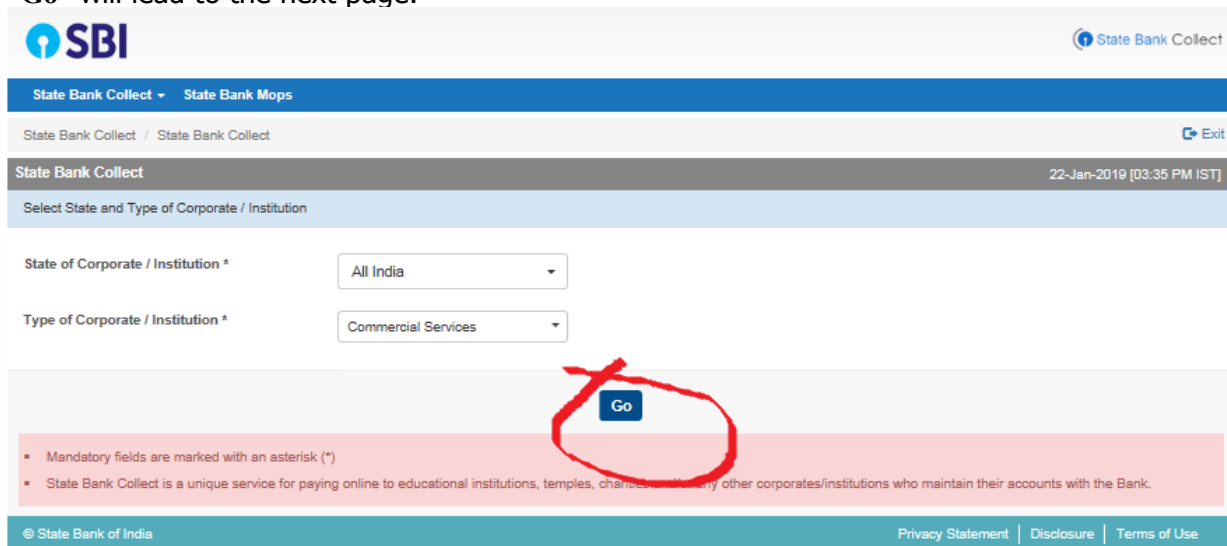 "Go" will lead to the next page.
SBI
State Bank Collect
State Bank Collect State Bank Mops
State Bank Collect / State Bank Collect
Exit
State Bank Collect
22-Jan-2019 [03:35 PM IST]
Select State and Type of Corporate / Institution
State of Corporate / Institution *
All India
Type of Corporate / Institution *
Commercial Services
Go
Mandatory fields are marked with an asterisk (*)
State Bank Collect is a unique service for paying online to educational institutions, temples, any other corporates/institutions who maintain their accounts with the Bank.
© State Bank of India
Privacy Statement | Disclosure | Terms of Use